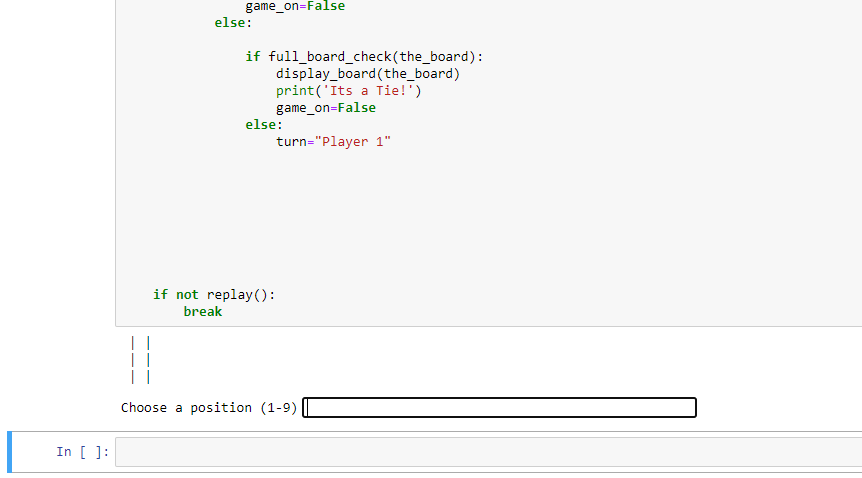 game_on=False
else:
if full_board_check(the_board):
display_board(the_board)
print('Its a Tie!')
game_on=False
else:
turn="Player 1"
if not replay():
break
| |
| |
| |
Choose a position (1-9)
In [ ]: